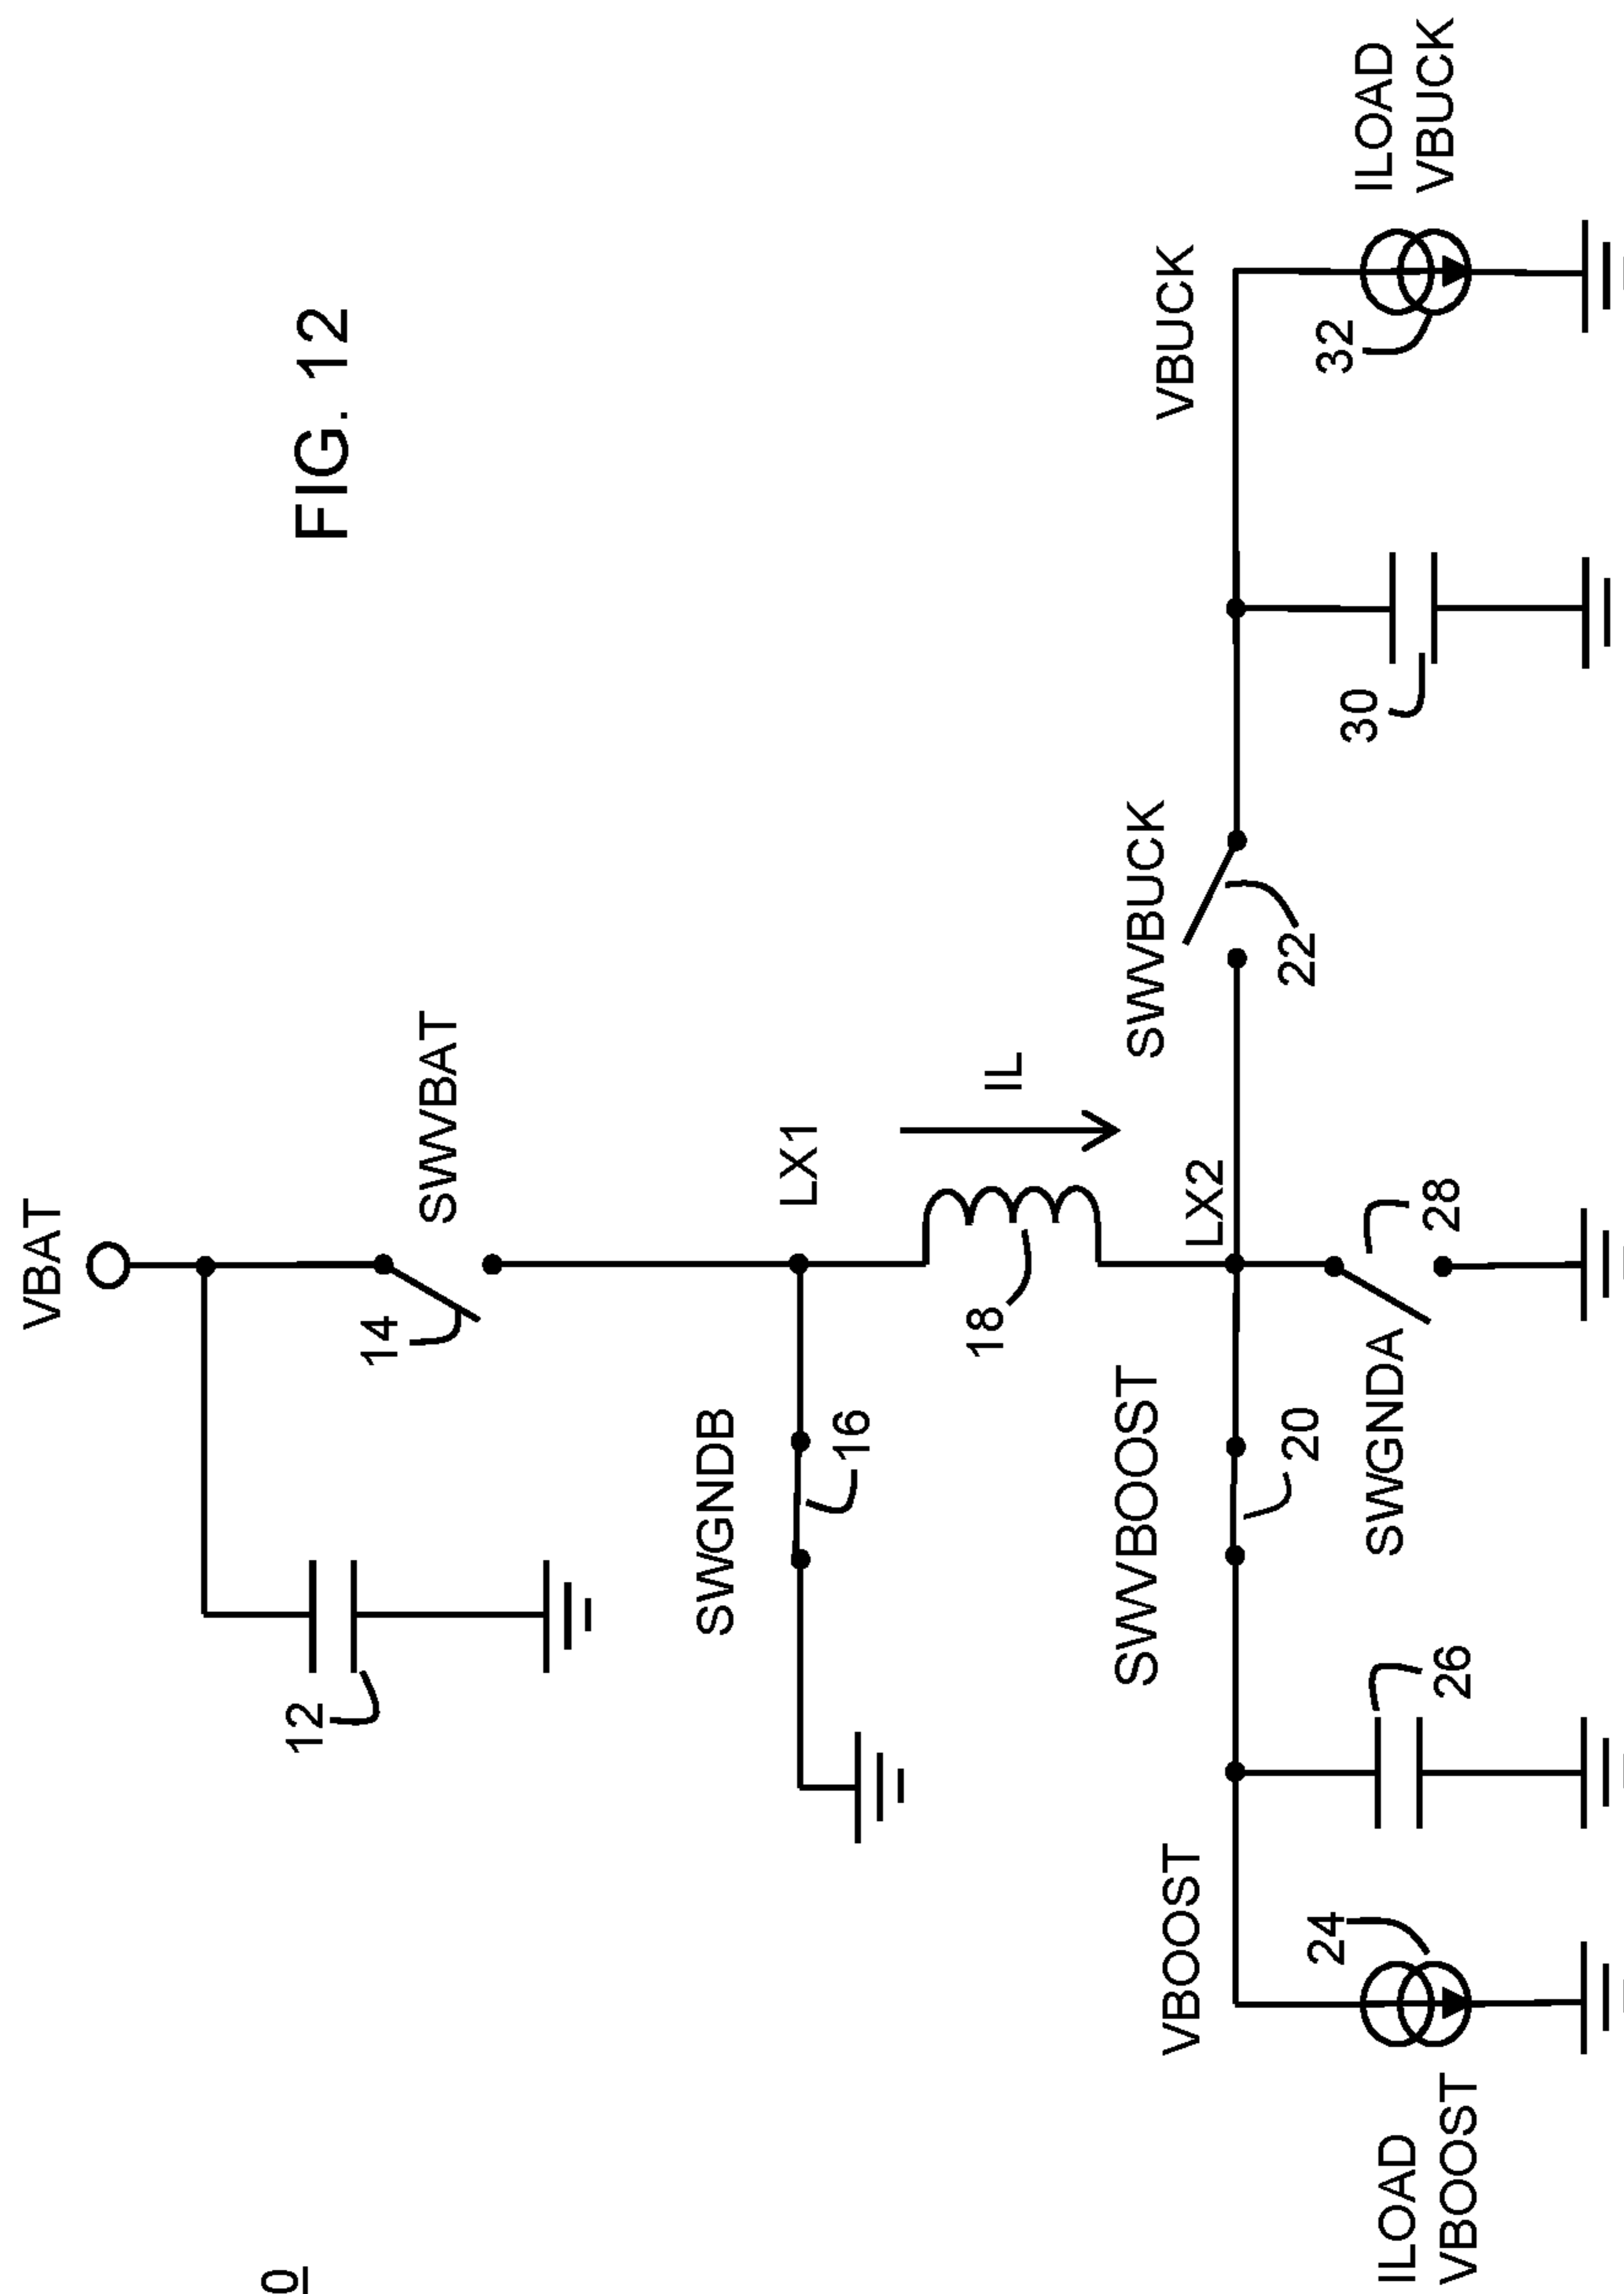 FIG. 12
0
VBAT
12
14
SWVBAT
SWGNDB
16
LX1
18
IL
SWVBOOST
LX2
SWVBUCK
VBOOST
VBUCK
20
22
24
26
SWGNDA
28
30
32
ILOAD
VBOOST
ILOAD
VBUCK